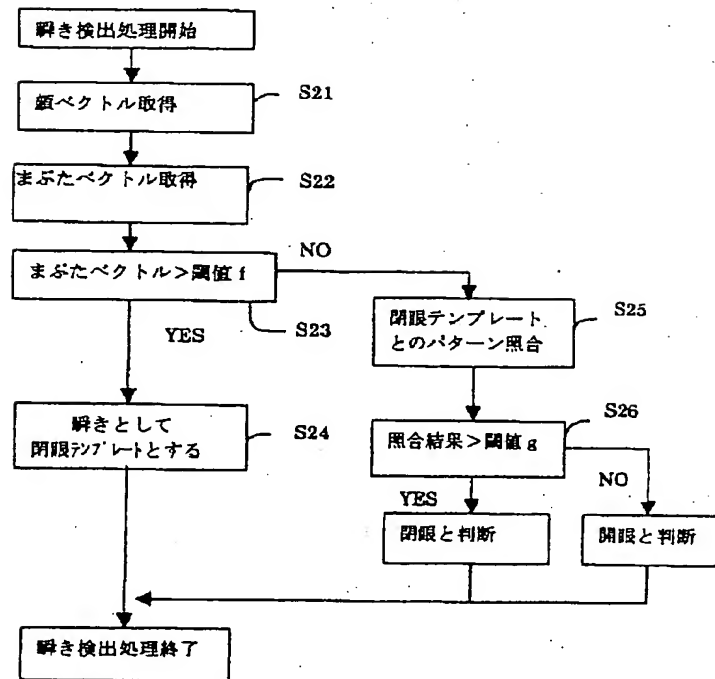 瞬き検出処理開始
顔ベクトル取得
S21
まぶたベクトル取得
S22
まぶたベクトル>閾値 f
NO
S23
YES
閉眼テンプレート
とのパターン照合
S25
瞬きとして
閉眼テンプレートとする
S24
S26
照合結果>閾値 g
YES
NO
閉眼と判断
開眼と判断
瞬き検出処理終了